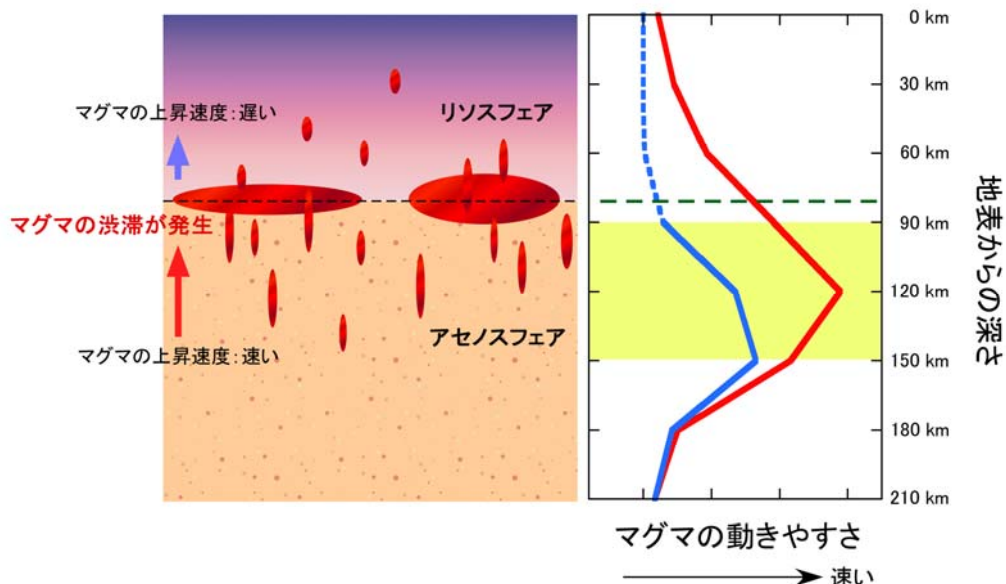 マグマの上昇速度:遅い
リソスフェア
マグマの渋滞が発生
アセノスフェア
マグマの上昇速度:速い
0 km
30 km
60 km
90 km
120 km
150 km
180 km
210 km
地表からの深さ
マグマの動きやすさ
速い